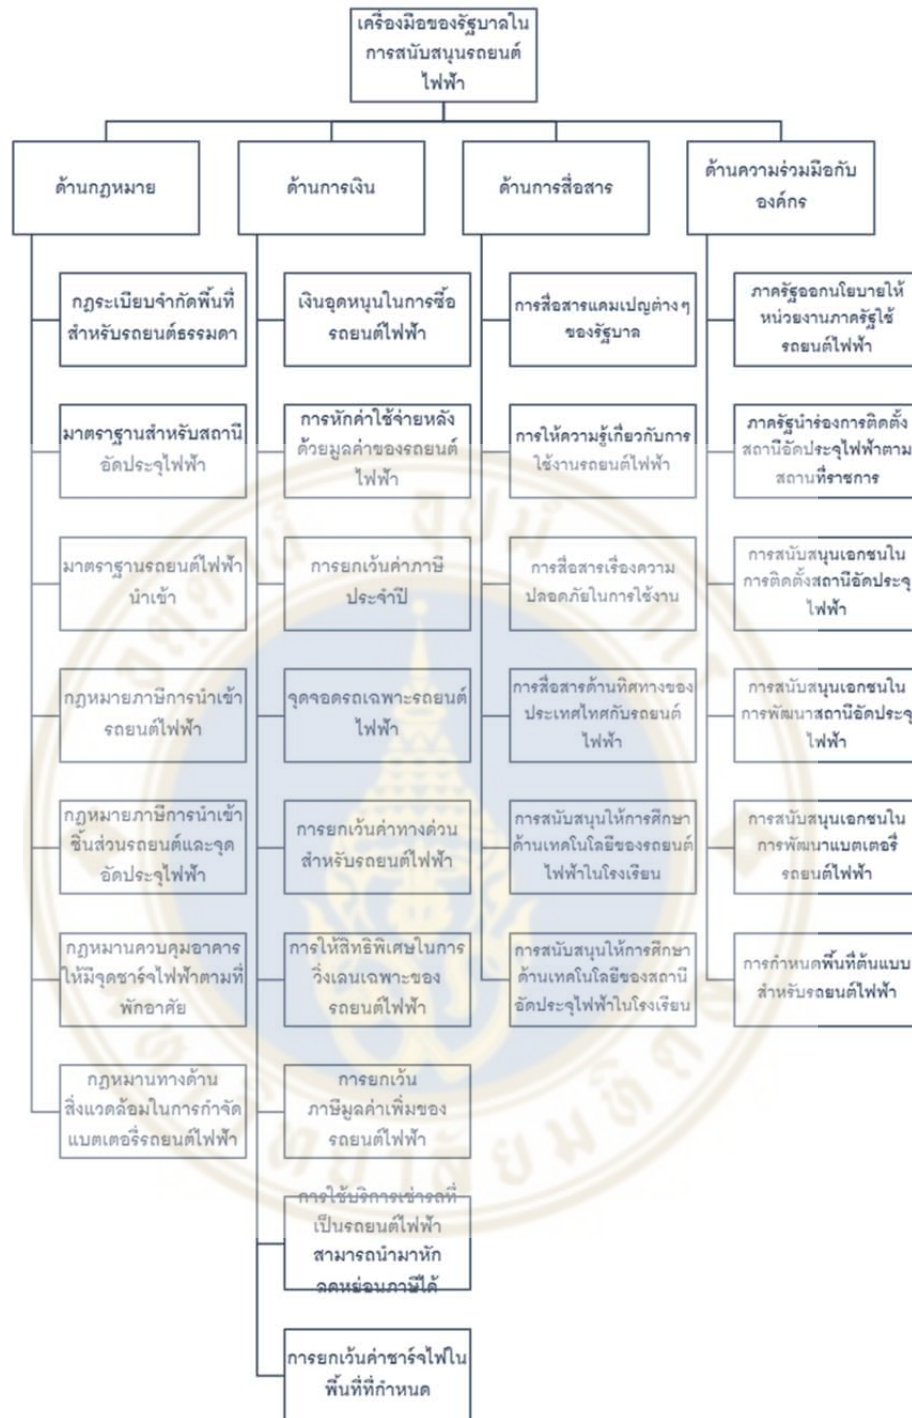 เครื่องมือของรัฐบาลใน
การสนับสนุนรถยนต์
ไฟฟ้า
ด้านกฎหมาย
กฎระเบียบจำกัดพื้นที่
สำหรับรถยนต์ธรรมดา
มาตราฐานสำหรับสถานี
อัดประจุไฟฟ้า
มาตราฐานรถยนต์ไฟฟ้า
นำเข้า
กฎหมายภาษีการนำเข้า
รถยนต์ไฟฟ้า
กฎหมายภาษีการนำเข้า
ชิ้นส่วนรถยนต์และจุด
อัดประจุไฟฟ้า
กฎหมานควบคุมอาคาร
ให้มีจุดชาร์จไฟฟ้าตามที่
พักอาศัย
กฎหมานทางด้าน
สิ่งแวดล้อมในการกำจัด
แบตเตอรี่รถยนต์ไฟฟ้า
ด้านการเงิน
เงินอุดหนุนในการซื้อ
รถยนต์ไฟฟ้า
การหักค่าใช้จ่ายหลัง
ด้วยมูลค่าของรถยนต์
ไฟฟ้า
การยกเว้นค่าภาษี
ประจำปี
จุดจอดรถเฉพาะรถยนต์
ไฟฟ้า
การยกเว้นค่าทางด่วน
สำหรับรถยนต์ไฟฟ้า
การให้สิทธิพิเศษในการ
วิ่งเลนเฉพาะของ
รถยนต์ไฟฟ้า
การยกเว้น
ภาษีมูลค่าเพิ่มของ
รถยนต์ไฟฟ้า
การใช้บริการเช่ารถที่
เป็นรถยนต์ไฟฟ้า
สามารถนำมาหัก
ลดหย่อนภาษีได้
การยกเว้นค่าชาร์จไฟใน
พื้นที่ที่กำหนด
ด้านการสื่อสาร
การสื่อสารแคมเปญต่างๆ
ของรัฐบาล
การให้ความรู้เกี่ยวกับการ
ใช้งานรถยนต์ไฟฟ้า
การสื่อสารเรื่องความ
ปลอดภัยในการใช้งาน
การสื่อสารด้านทิศทางของ
ประเทศไทศกับรถยนต์
ไฟฟ้า
การสนับสนุนให้การศึกษา
ด้านเทคโนโลยีของรถยนต์
ไฟฟ้าในโรงเรียน
การสนับสนุนให้การศึกษา
ด้านเทคโนโลยีของสถานี
อัดประจุไฟฟ้าในโรงเรียน
ด้านความร่วมมือกับ
องค์กร
ภาครัฐออกนโยบายให้
หน่วยงานภาครัฐใช้
รถยนต์ไฟฟ้า
ภาครัฐนำร่องการติดตั้ง
สถานีอัดประจุไฟฟ้าตาม
สถานที่ราชการ
การสนับสนุนเอกชนใน
การติดตั้งสถานีอัดประจุ
ไฟฟ้า
การสนับสนุนเอกชนใน
การพัฒนาสถานีอัดประจุ
ไฟฟ้า
การสนับสนุนเอกชนใน
การพัฒนาแบตเตอรี่
รถยนต์ไฟฟ้า
การกำหนดพื้นที่ต้นแบบ
สำหรับรถยนต์ไฟฟ้า